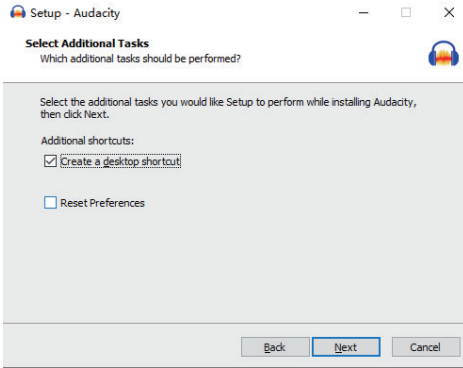 Setup - Audacity
Select Additional Tasks
Which additional tasks should be performed?
Select the additional tasks you would like Setup to perform while installing Audacity,
then click Next.
Additional shortcuts:
Create a desktop shortcut
Reset Preferences
Back Next Cancel